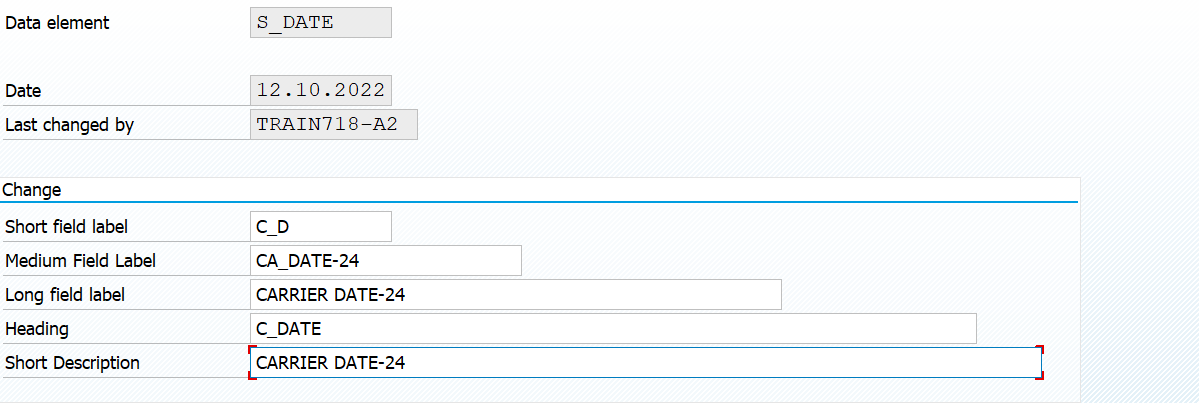 Data element S_DATE
Date 12.10.2022
Last changed by TRAIN718-A2
Change
Short field label C_D
Medium Field Label CA_DATE-24
Long field label CARRIER DATE-24
Heading C_DATE
Short Description CARRIER DATE-24